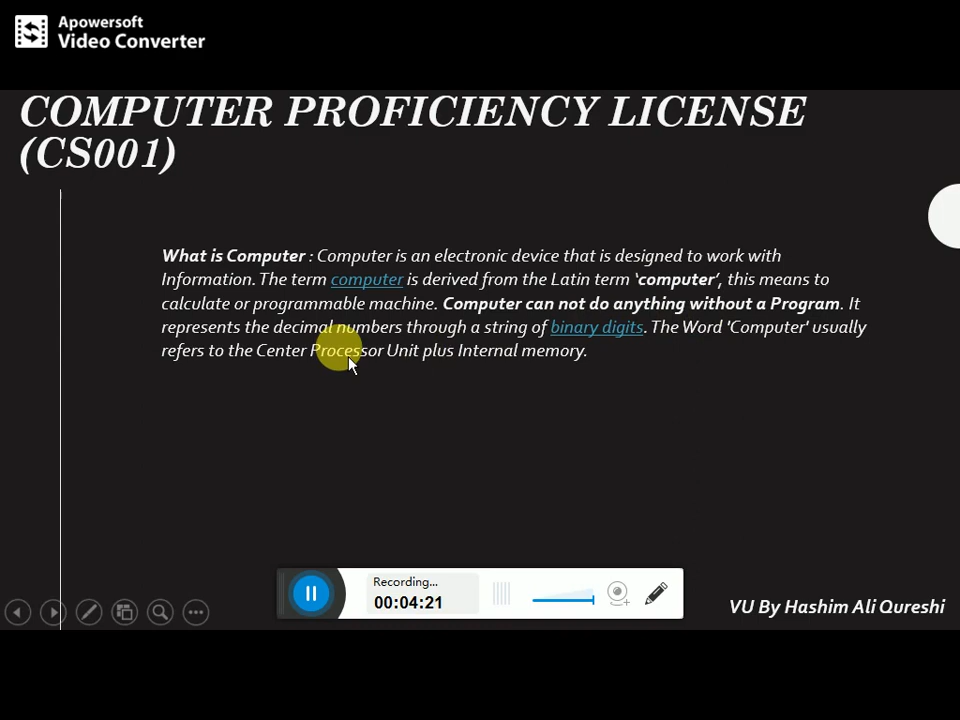 Apowersoft
Video Converter
COMPUTER PROFICIENCY LICENSE
(CS001)
What is Computer : Computer is an electronic device that is designed to work with
Information. The term computer is derived from the Latin term ‘computer’, this means to
calculate or programmable machine. Computer can not do anything without a Program. It
represents the decimal numbers through a string of binary digits. The Word 'Computer' usually
refers to the Center Processor Unit plus Internal memory.
Recording...
00:04:21
VU By Hashim Ali Qureshi